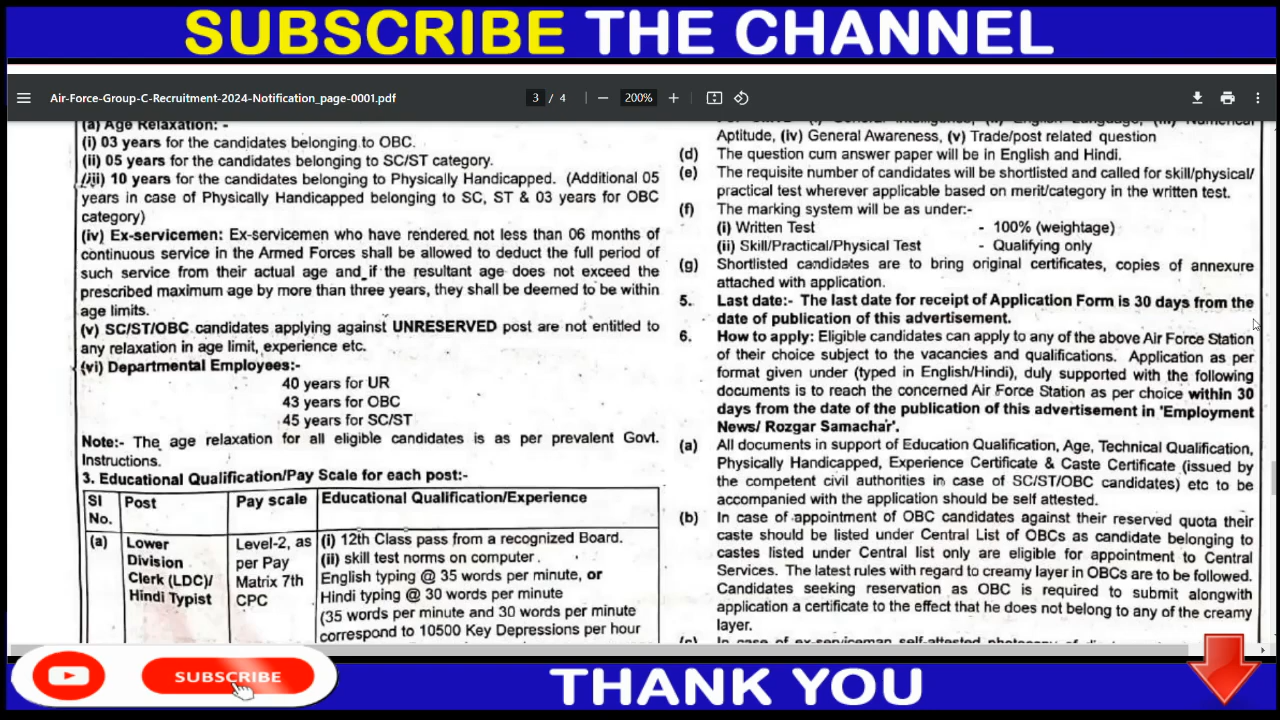 SUBSCRIBE THE CHANNEL
Air-Force-Group-C-Recruitment-2024-Notification_page-0001.pdf
3 / 4
200%
(a) Age Relaxation: -
(i) 03 years for the candidates belonging to OBC.
(ii) 05 years for the candidates belonging to SC/ST category.
(iii) 10 years for the candidates belonging to Physically Handicapped. (Additional 05
years in case of Physically Handicapped belonging to SC, ST & 03 years for OBC
category)
(iv) Ex-servicemen: Ex-servicemen who have rendered not less than 06 months of
continuous service in the Armed Forces shall be allowed to deduct the full period of
such service from their actual age and if the resultant age does not exceed the
prescribed maximum age by more than three years, they shall be deemed to be within
age limits.
(v) SC/ST/OBC candidates applying against UNRESERVED post are not entitled to
any relaxation in age limit, experience etc.
(vi) Departmental Employees:-
40 years for UR
43 years for OBC
45 years for SC/ST
Note:- The age relaxation for all eligible candidates is as per prevalent Govt.
Instructions.
3. Educational Qualification/Pay Scale for each post:-
Sl No.
Post
Pay scale
Educational Qualification/Experience
(a)
Lower
Division
Clerk (LDC)/
Hindi Typist
Level-2, as
per Pay
Matrix 7th
CPC
(i) 12th Class pass from a recognized Board.
(ii) skill test norms on computer.
English typing @ 35 words per minute, or
Hindi typing @ 30 words per minute
(35 words per minute and 30 words per minute
correspond to 10500 Key Depressions per hour
General Intelligence, English Language, Numerical
Aptitude, (iv) General Awareness, (v) Trade/post related question
(d) The question cum answer paper will be in English and Hindi.
(e) The requisite number of candidates will be shortlisted and called for skill/physical/
practical test wherever applicable based on merit/category in the written test.
(f) The marking system will be as under:-
(i) Written Test - 100% (weightage)
(ii) Skill/Practical/Physical Test - Qualifying only
(g) Shortlisted candidates are to bring original certificates, copies of annexure
attached with application.
5. Last date:- The last date for receipt of Application Form is 30 days from the
date of publication of this advertisement.
6. How to apply: Eligible candidates can apply to any of the above Air Force Station
of their choice subject to the vacancies and qualifications. Application as per
format given under (typed in English/Hindi), duly supported with the following
documents is to reach the concerned Air Force Station as per choice within 30
days from the date of the publication of this advertisement in 'Employment
News/ Rozgar Samachar'.
(a) All documents in support of Education Qualification, Age, Technical Qualification,
Physically Handicapped, Experience Certificate & Caste Certificate (issued by
the competent civil authorities in case of SC/ST/OBC candidates) etc to be
accompanied with the application should be self attested.
(b) In case of appointment of OBC candidates against their reserved quota their
caste should be listed under Central List of OBCs as candidate belonging to
castes listed under Central list only are eligible for appointment to Central
Services. The latest rules with regard to creamy layer in OBCs are to be followed.
Candidates seeking reservation as OBC is required to submit alongwith
application a certificate to the effect that he does not belong to any of the creamy
layer.
In case of ex-serviceman self-attested photocopy of
SUBSCRIBE
THANK YOU